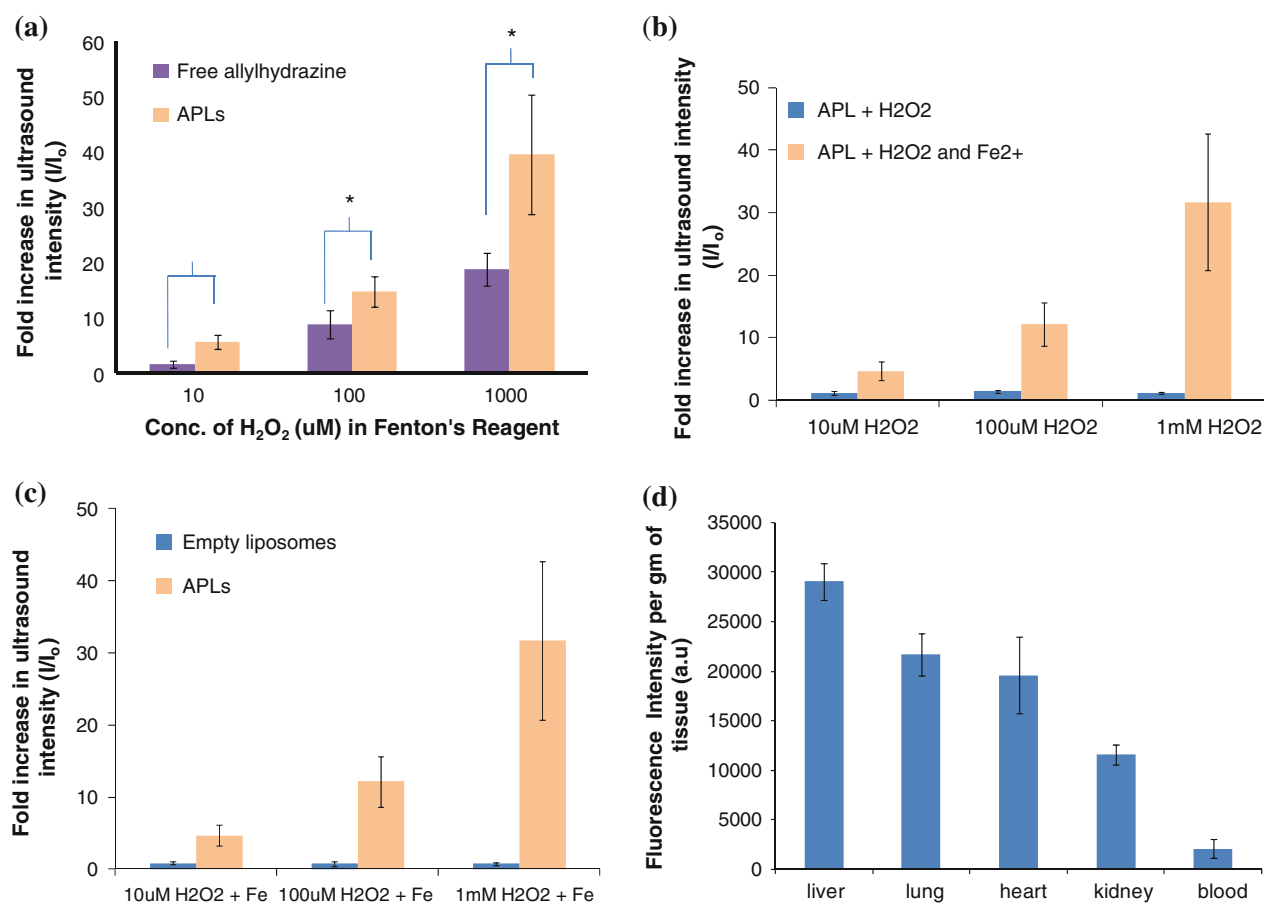 (a)
60
50
40
30
20
10
0
Fold increase in ultrasound
intensity (I/Io)
Free allylhydrazine
APLs
*
*
10
100
1000
Conc. of H2O2 (uM) in Fenton's Reagent
(b)
50
40
30
20
10
0
Fold increase in ultrasound intensity
(I/Io)
APL + H2O2
APL + H2O2 and Fe2+
10uM H2O2
100uM H2O2
1mM H2O2
(c)
50
40
30
20
10
0
Fold increase in ultrasound
intensity (I/Io)
Empty liposomes
APLs
10uM H2O2 + Fe
100uM H2O2 + Fe
1mM H2O2 + Fe
(d)
35000
30000
25000
20000
15000
10000
5000
0
Fluorescence Intensity per gm of
tissue (a.u)
liver
lung
heart
kidney
blood